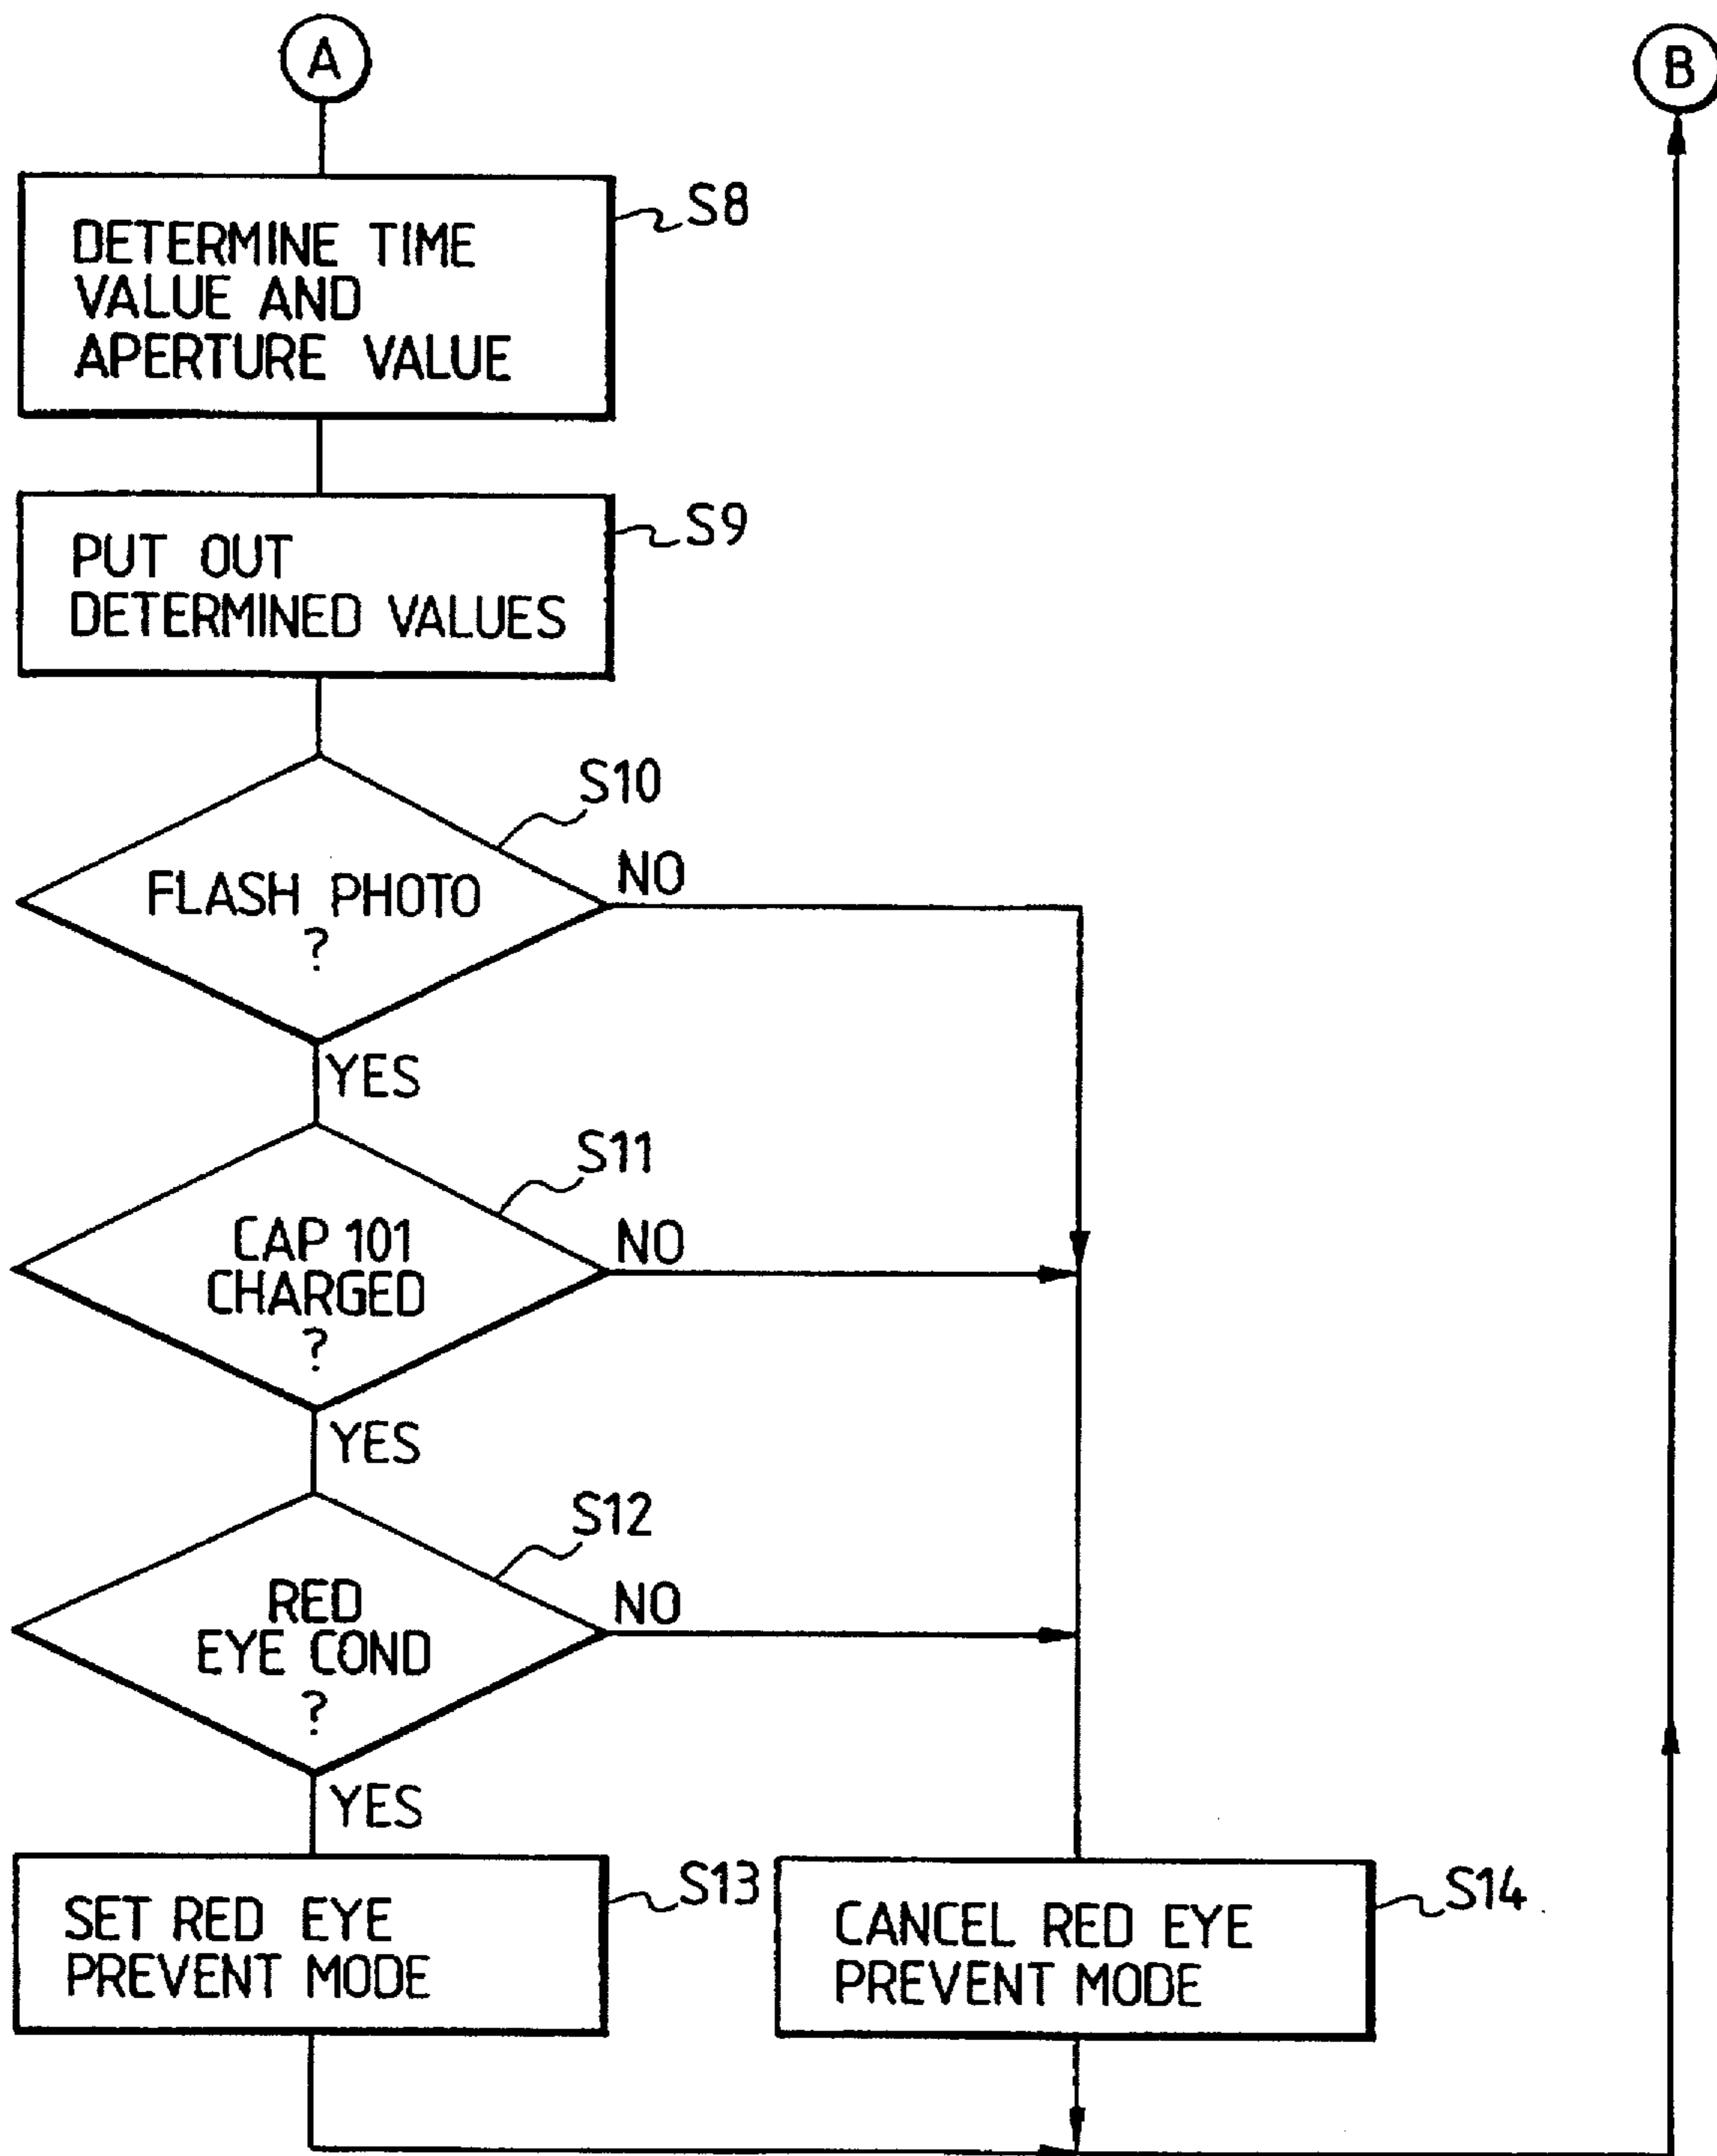 A
B
S8
DETERMINE TIME
VALUE AND
APERTURE VALUE
S9
PUT OUT
DETERMINED VALUES
S10
FLASH PHOTO
?
NO
YES
S11
CAP 101
CHARGED
?
NO
YES
S12
RED
EYE COND
?
NO
YES
S13
SET RED EYE
PREVENT MODE
S14
CANCEL RED EYE
PREVENT MODE